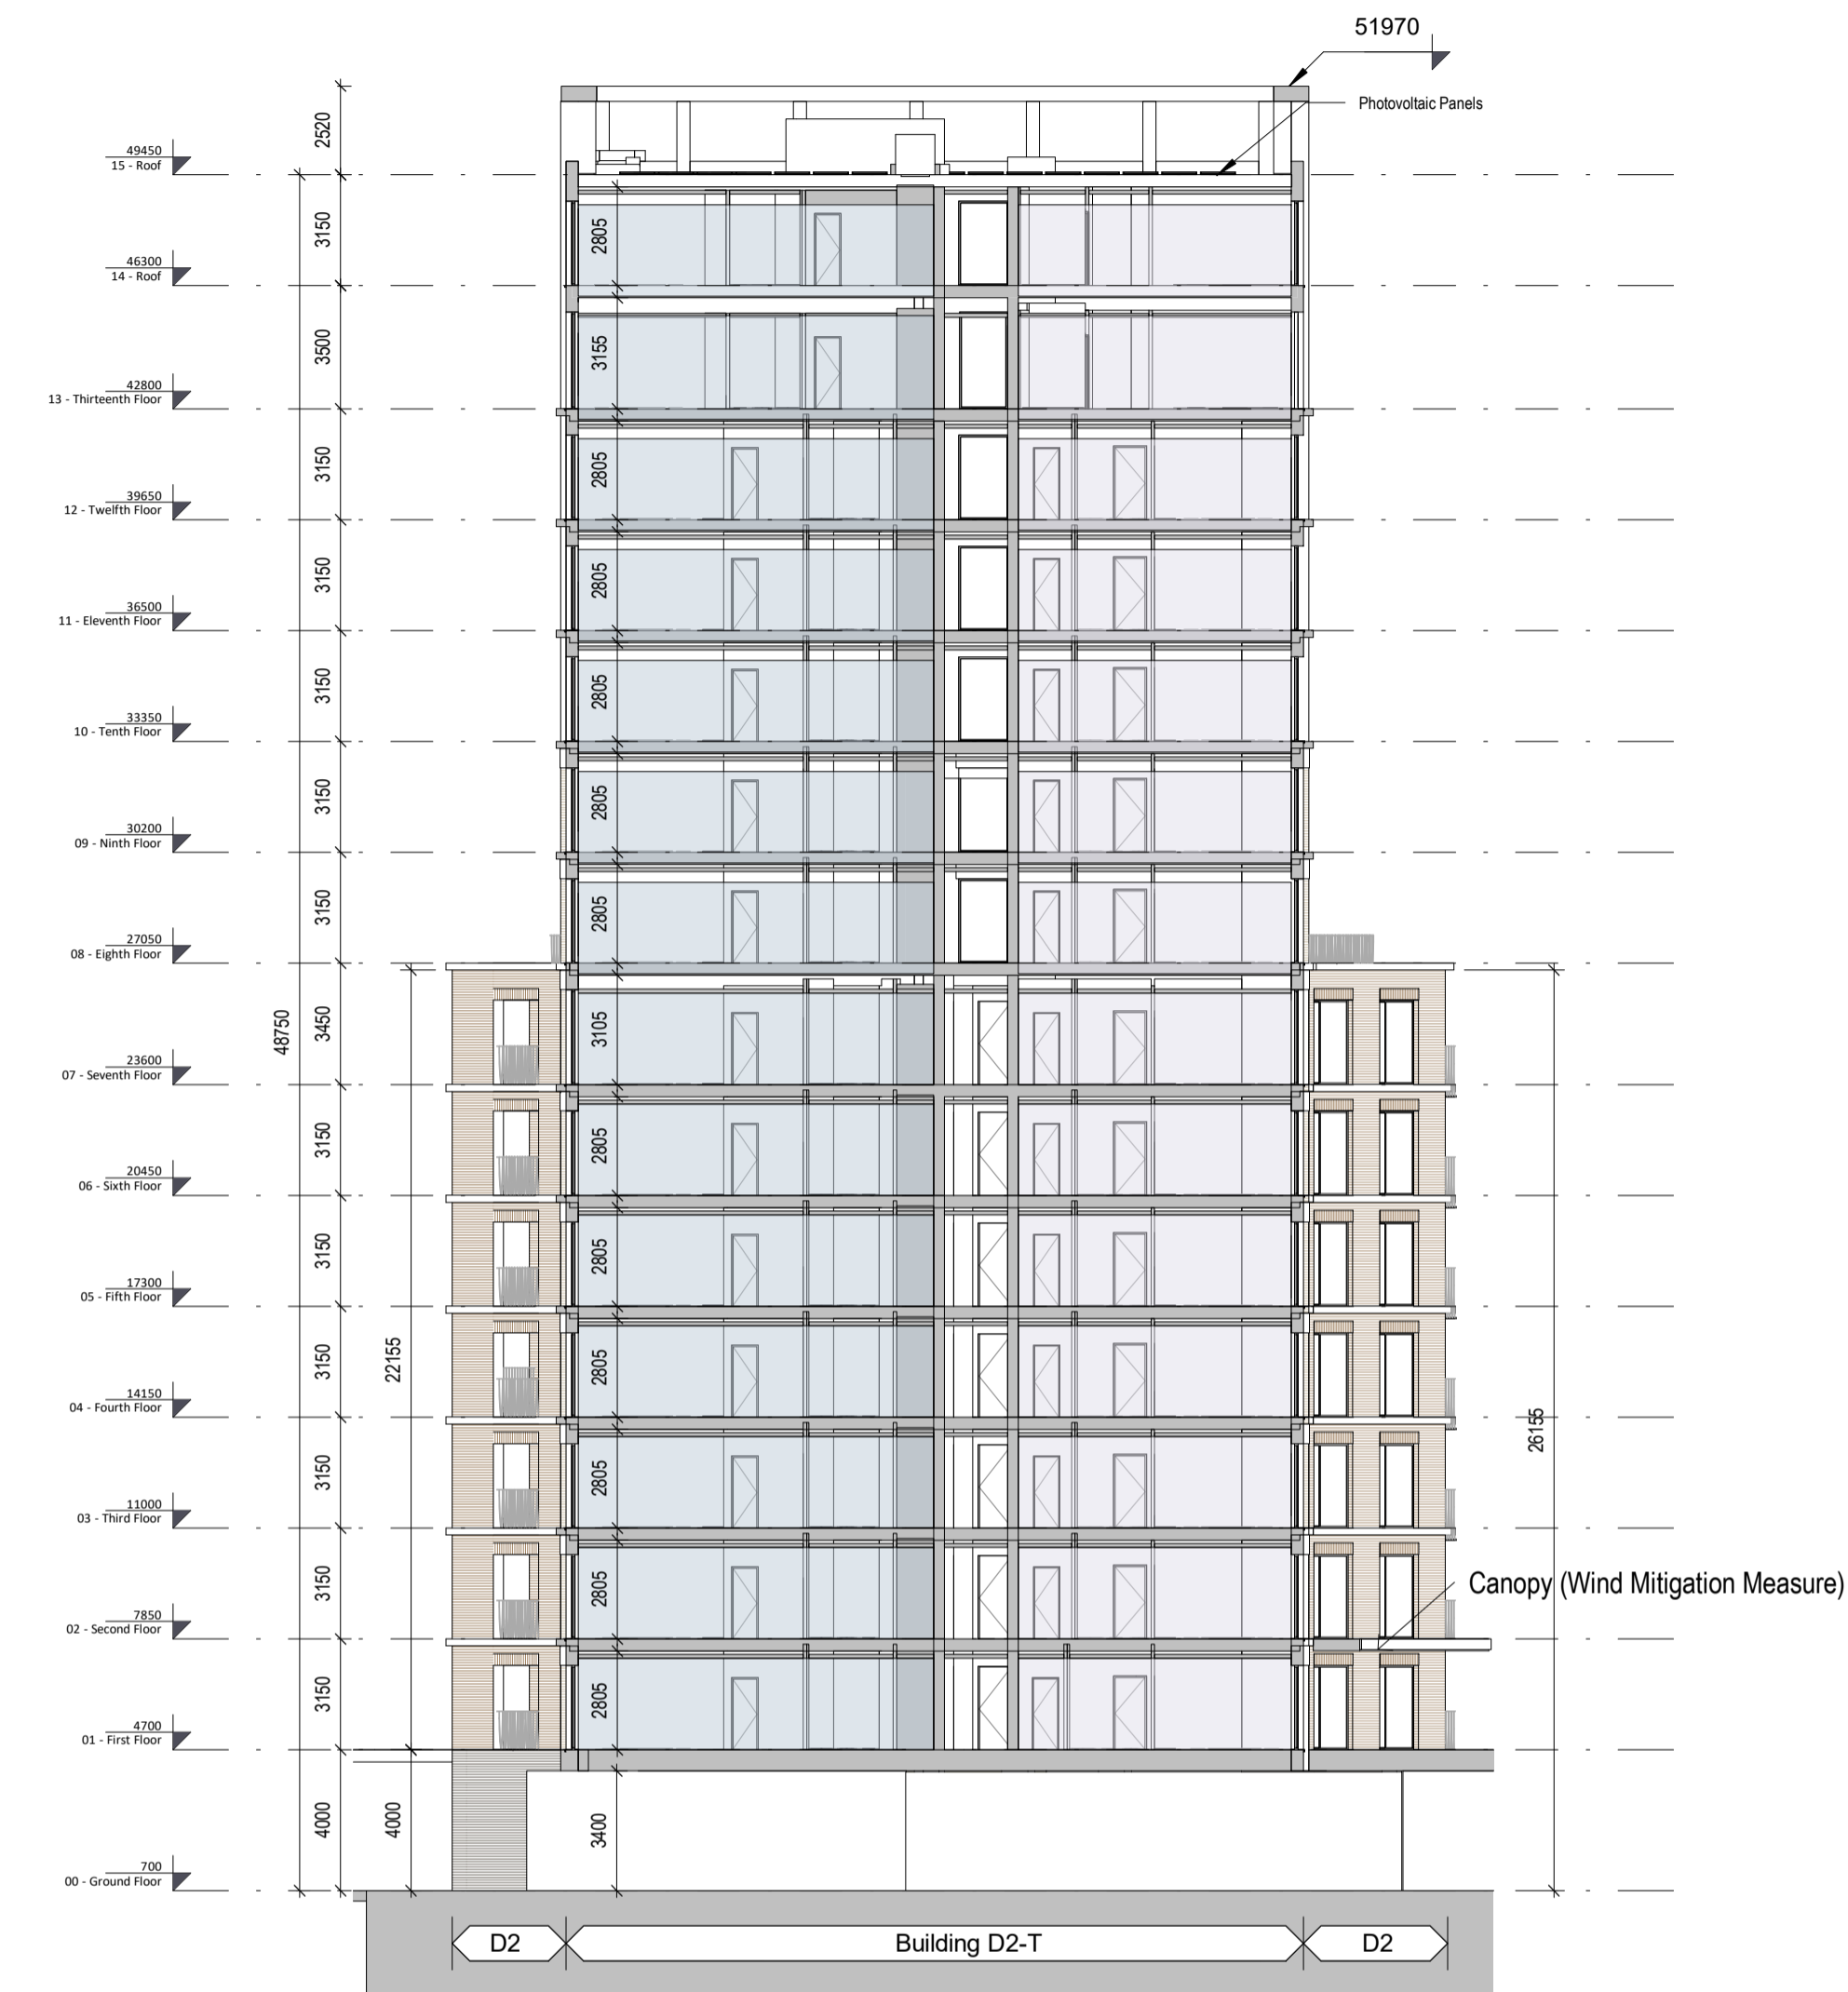 51970
Photovoltaic Panels
2520
49450
15 - Roof
3150
2805
46300
14 - Roof
3500
3155
42800
13 - Thirteenth Floor
3150
2805
39650
12 - Twelfth Floor
3150
2805
36500
11 - Eleventh Floor
3150
2805
33350
10 - Tenth Floor
3150
2805
30200
09 - Ninth Floor
3150
2805
27050
08 - Eighth Floor
48750
3450
3105
23600
07 - Seventh Floor
3150
2805
20450
06 - Sixth Floor
3150
2805
17300
05 - Fifth Floor
3150
22155
2805
14150
04 - Fourth Floor
26155
3150
2805
11000
03 - Third Floor
3150
2805
Canopy (Wind Mitigation Measure)
7850
02 - Second Floor
3150
2805
4700
01 - First Floor
4000
4000
3400
700
00 - Ground Floor
D2
Building D2-T
D2